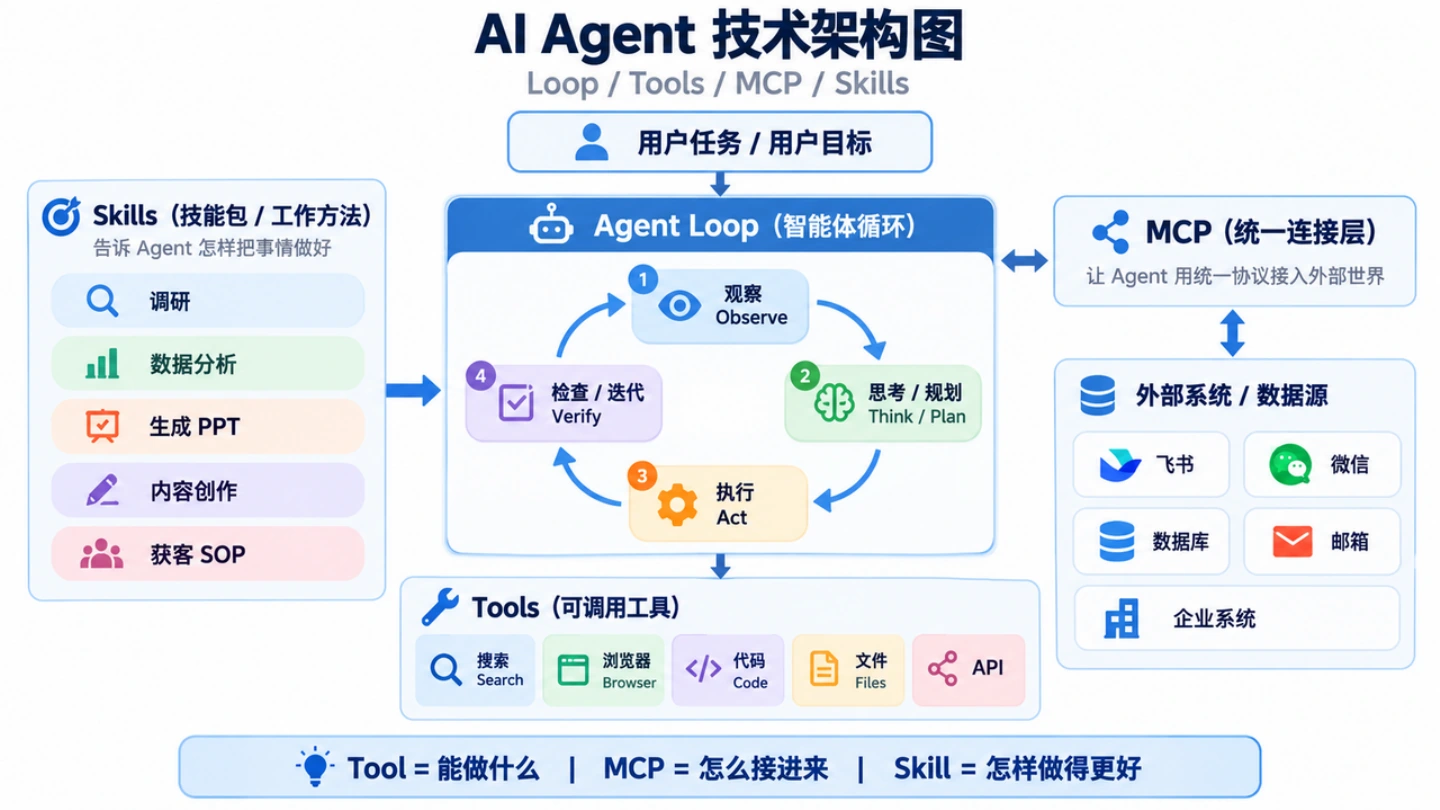 AI Agent 技术架构图
Loop / Tools / MCP / Skills
用户任务 / 用户目标
Skills（技能包 / 工作方法）
告诉 Agent 怎样把事情做好
调研
数据分析
生成 PPT
内容创作
获客 SOP
Agent Loop（智能体循环）
1
观察
Observe
2
思考 / 规划
Think / Plan
3
执行
Act
4
检查 / 迭代
Verify
MCP（统一连接层）
让 Agent 用统一协议接入外部世界
外部系统 / 数据源
飞书
微信
数据库
邮箱
企业系统
Tools（可调用工具）
搜索
Search
浏览器
Browser
代码
Code
文件
Files
API
Tool = 能做什么 | MCP = 怎么接进来 | Skill = 怎样做得更好